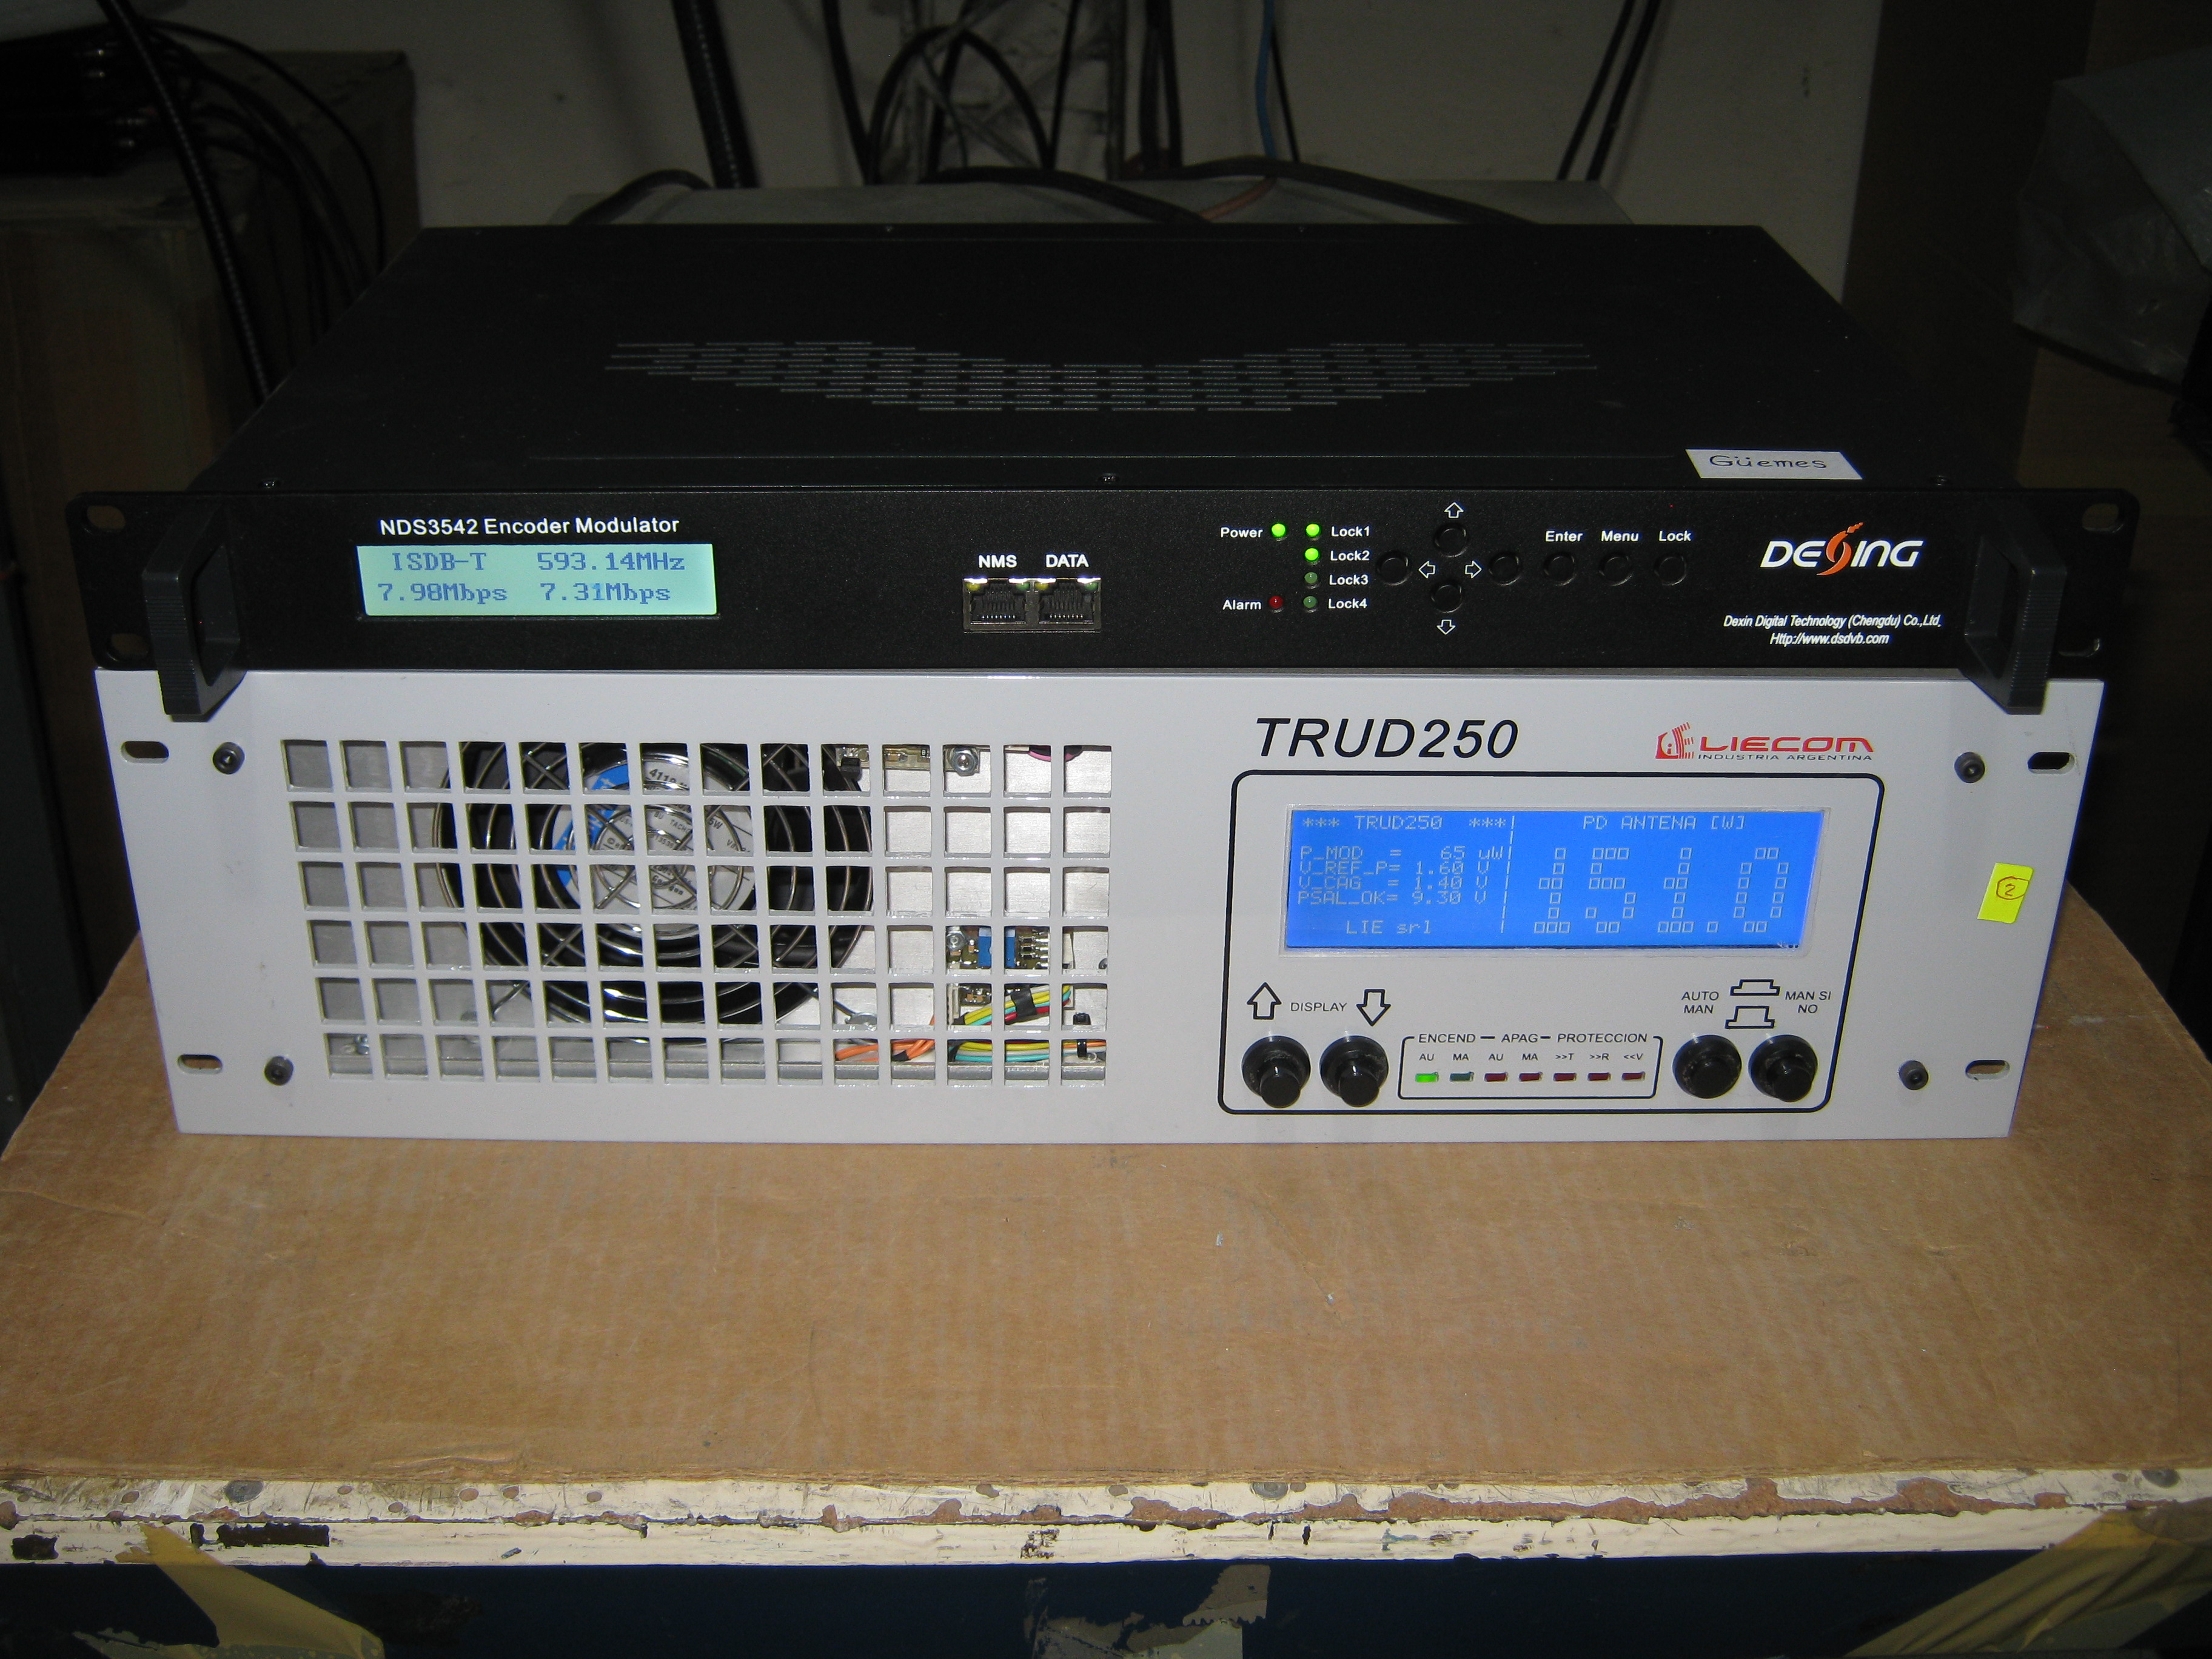 Güemes
NDS3542 Encoder Modulator
ISDB-T 593.14MHz
7.98Mbps 7.31Mbps
NMS DATA
Power Lock1
Lock2
Lock3
Alarm Lock4
Enter Menu Lock
DEXING
Dexin Digital Technology (Chengdu) Co.,Ltd.
Http://www.dsdvb.com
TRUD250
LIECOM
INDUSTRIA ARGENTINA
*** TRUD250 ***| PD ANTENA [W]
P_MOD = 65 uW
V_REF_P= 1.60 V
V_CAG = 1.40 V
PSAL_OK= 9.30 V
LIE srl
2
DISPLAY
AUTO
MAN
MAN SI
NO
ENCEND APAG PROTECCION
AU MA AU MA >>T >>R <<V